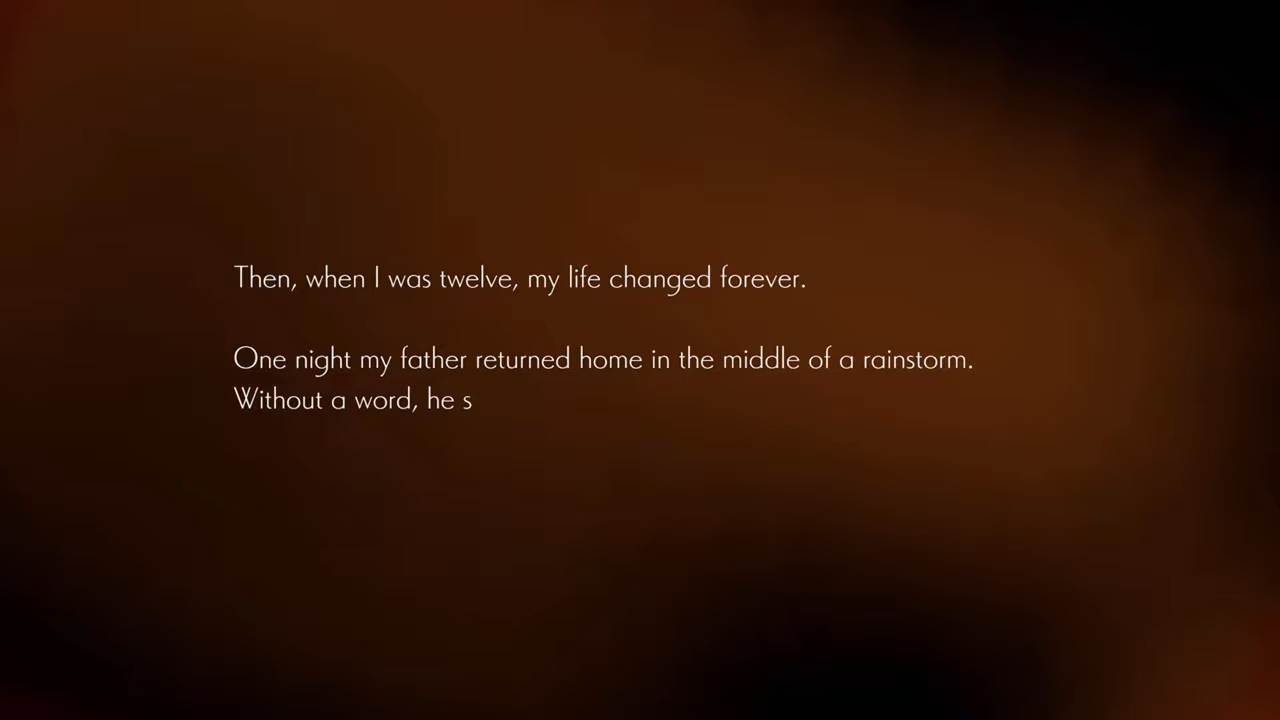 Then, when I was twelve, my life changed forever.
One night my father returned home in the middle of a rainstorm.
Without a word, he s